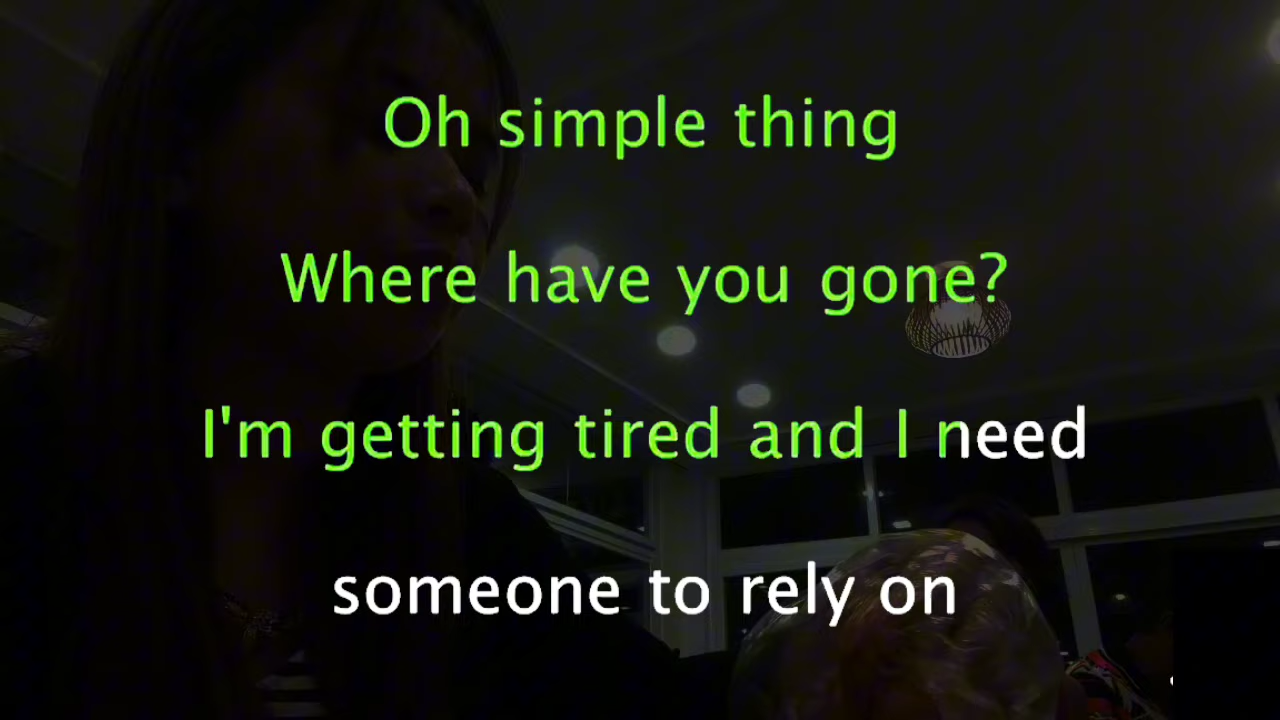 Oh simple thing
Where have you gone?
I'm getting tired and I need
someone to rely on